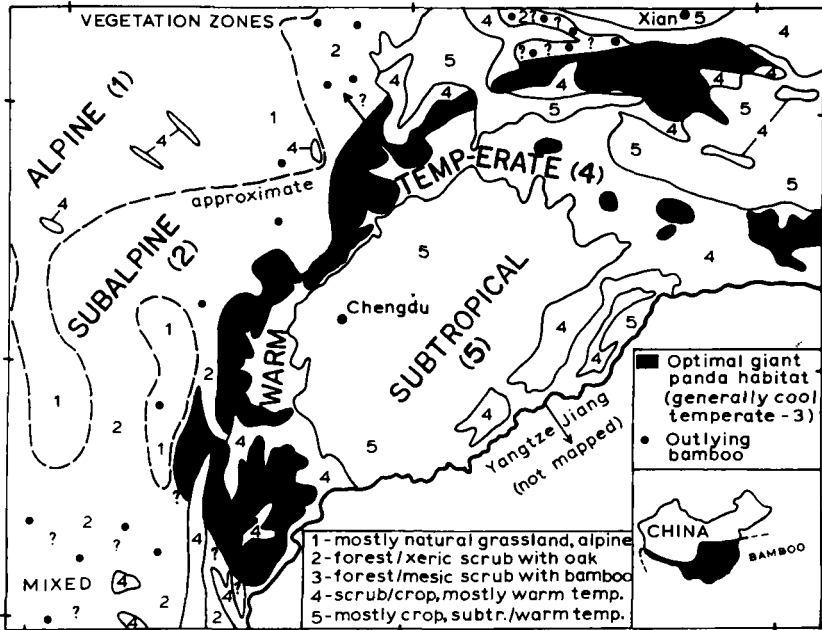 VEGETATION ZONES
Xian
ALPINE (1)
TEMP-ERATE (4)
approximate
SUBALPINE (2)
Chengdu
WARM
SUBTROPICAL (5)
Yangtze Jiang
(not mapped)
MIXED
Optimal giant
panda habitat
(generally cool
temperate-3)
Outlying
bamboo
CHINA
BAMBOO
1-mostly natural grassland, alpine
2-forest/xeric scrub with oak
3-forest/mesic scrub with bamboo
4-scrub/crop, mostly warm temp.
5-mostly crop, subtr./warm temp.